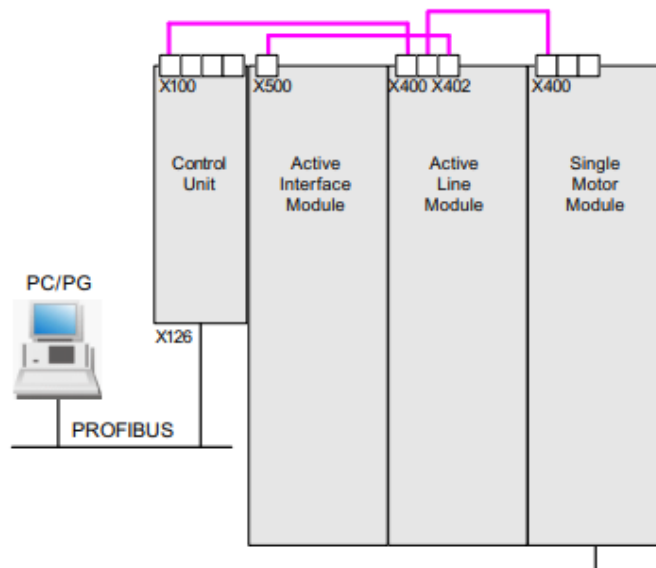 X100
X500
X400 X402
X400
Control
Unit
Active
Interface
Module
Active
Line
Module
Single
Motor
Module
PC/PG
X126
PROFIBUS